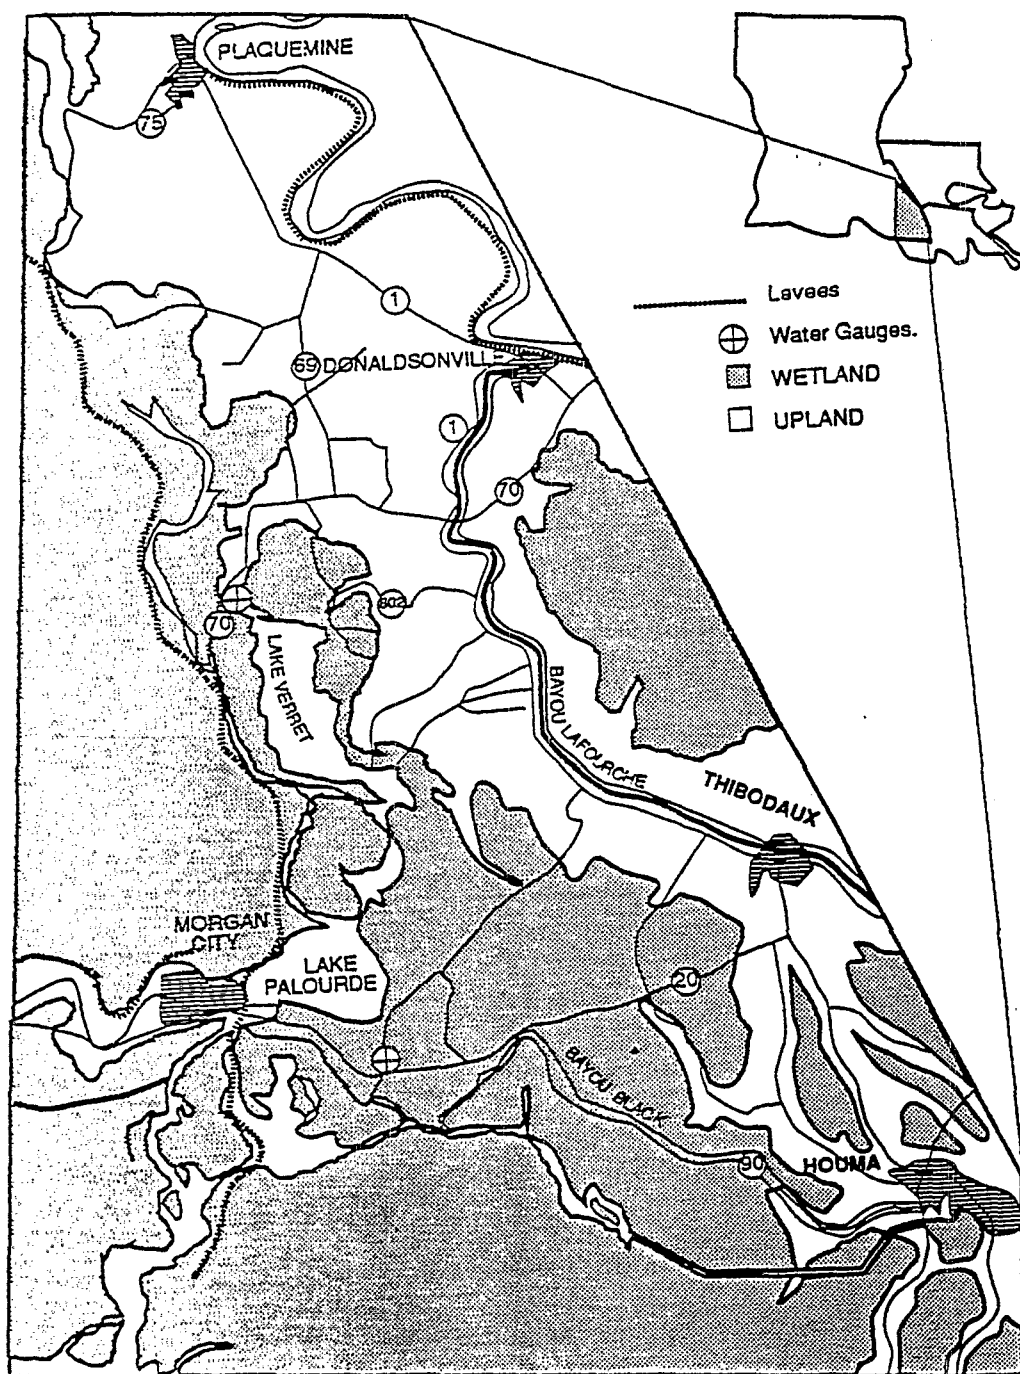 PLAQUEMINE
75
Levees
1
Water Gauges.
69 DONALDSONVILLE
WETLAND
UPLAND
1
70
302
70
LAKE VERRET
BAYOU LAFOURCHE
THIBODAUX
MORGAN
CITY
LAKE
PALOURDE
20
BAYOU BLACK
90
HOUMA